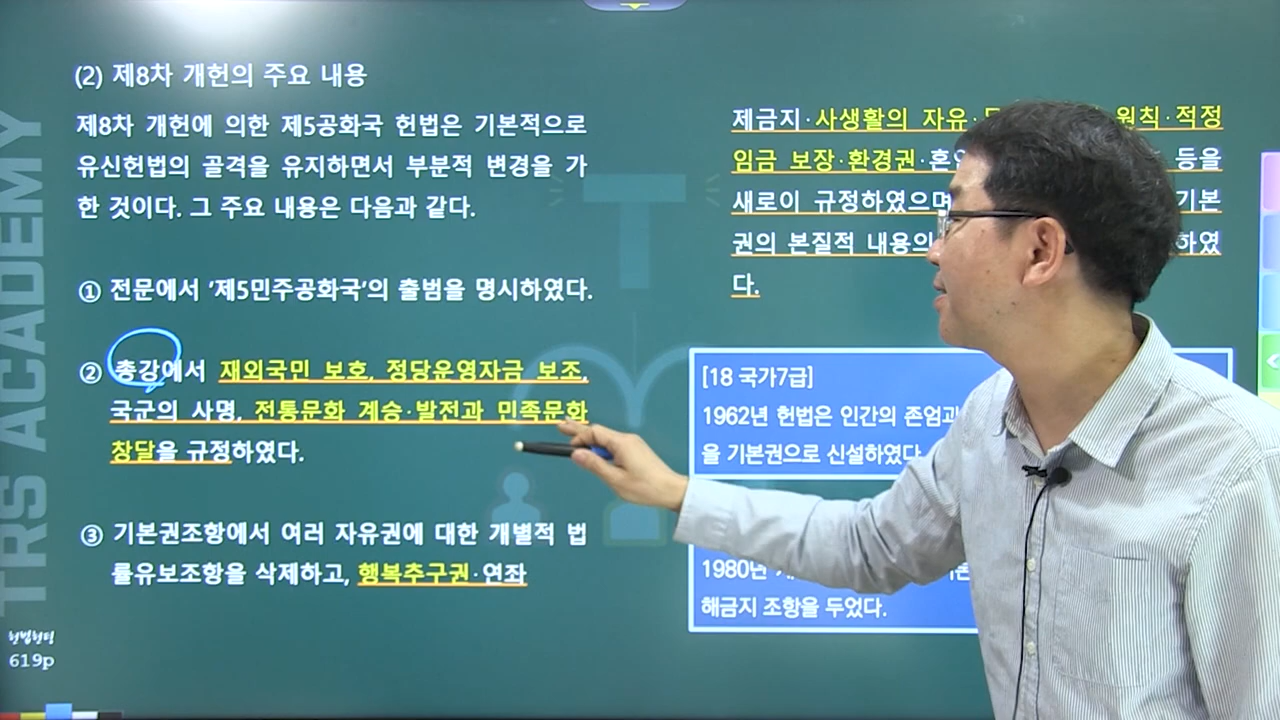 (2) 제8차 개헌의 주요 내용
제8차 개헌에 의한 제5공화국 헌법은 기본적으로
유신헌법의 골격을 유지하면서 부분적 변경을 가
한 것이다. 그 주요 내용은 다음과 같다.
① 전문에서 '제5민주공화국'의 출범을 명시하였다.
② 총강에서 재외국민 보호, 정당운영자금 보조,
국군의 사명, 전통문화 계승·발전과 민족문화
창달을 규정하였다.
③ 기본권조항에서 여러 자유권에 대한 개별적 법
률유보조항을 삭제하고, 행복추구권·연좌
제금지·사생활의 자유· 원칙·적정
임금 보장·환경권· 등을
새로이 규정하였으며 기본
권의 본질적 내용의 하였
다.
[18 국가7급]
1962년 헌법은 인간의 존엄과
을 기본권으로 신설하였다.
1980년
해금지 조항을 두었다.
TRS ACADEMY
헌법헌터
619p